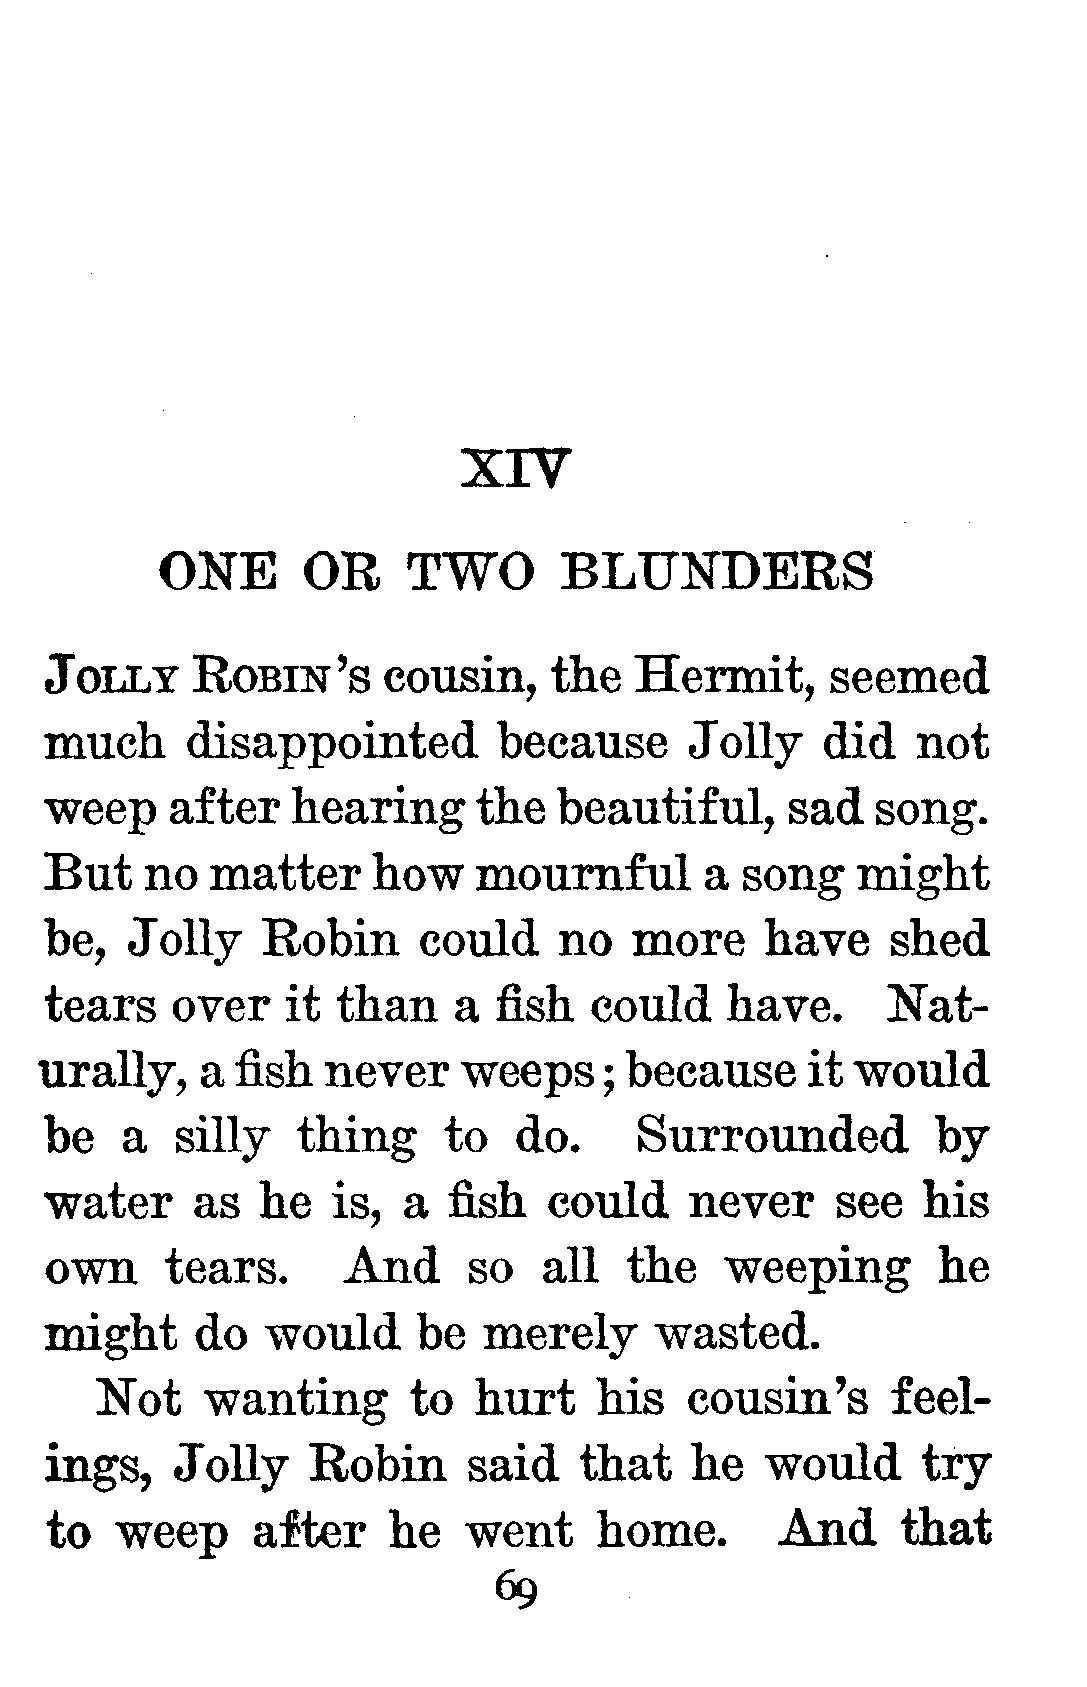 XIV
ONE OR TWO BLUNDERS
JOLLY ROBIN'S cousin, the Hermit, seemed
much disappointed because Jolly did not
weep after hearing the beautiful, sad song.
But no matter how mournful a song might
be, Jolly Robin could no more have shed
tears over it than a fish could have. Nat-
urally, a fish never weeps; because it would
be a silly thing to do. Surrounded by
water as he is, a fish could never see his
own tears. And so all the weeping he
might do would be merely wasted.
Not wanting to hurt his cousin's feel-
ings, Jolly Robin said that he would try
to weep after he went home. And that
69